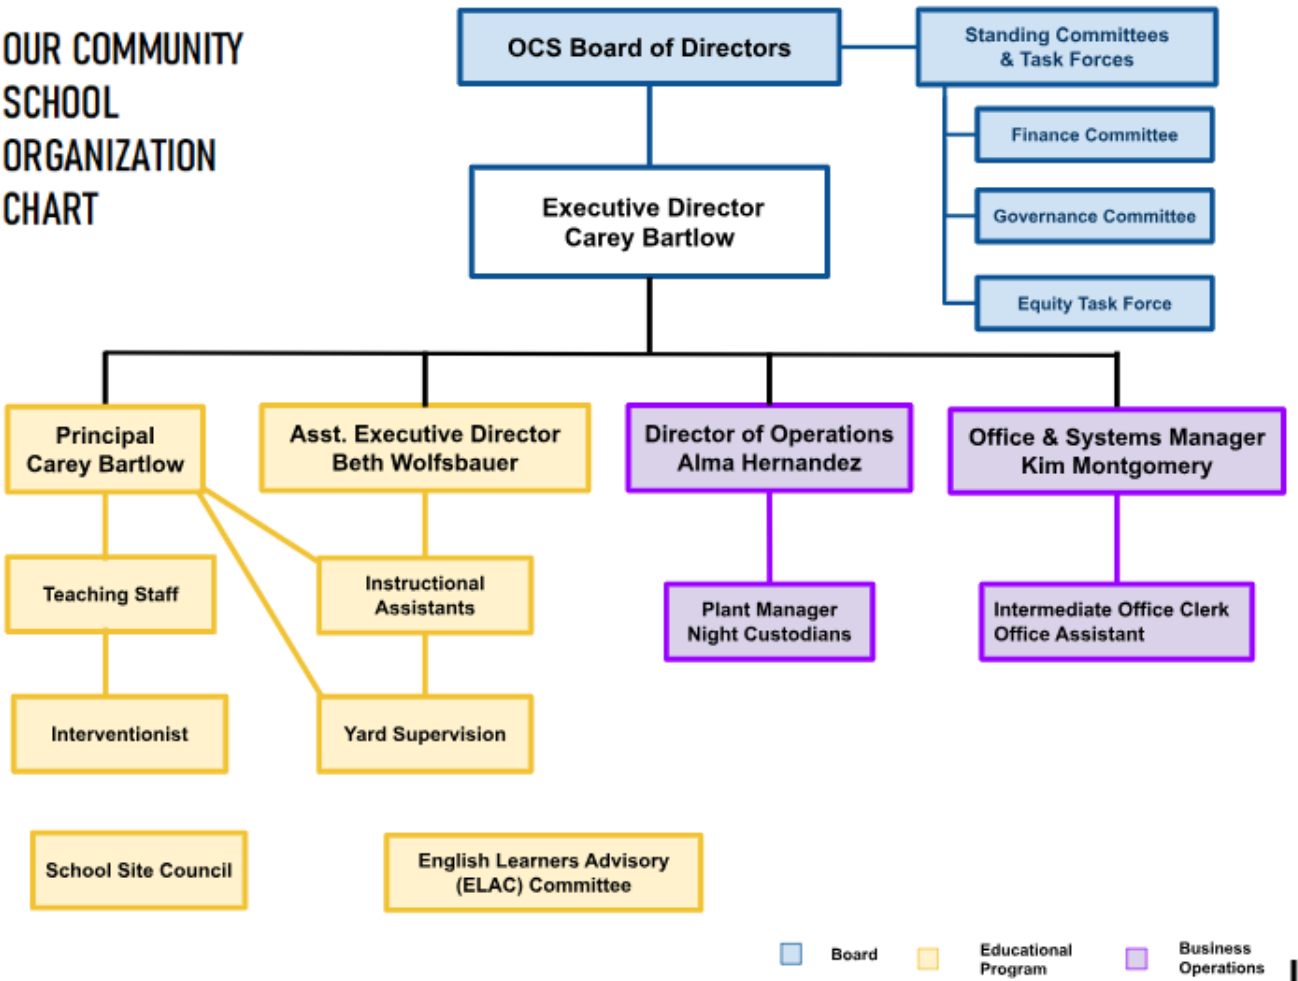 OUR COMMUNITY
SCHOOL
ORGANIZATION
CHART
OCS Board of Directors
Standing Committees
& Task Forces
Finance Committee
Governance Committee
Equity Task Force
Executive Director
Carey Bartlow
Principal
Carey Bartlow
Asst. Executive Director
Beth Wolfsbauer
Director of Operations
Alma Hernandez
Office & Systems Manager
Kim Montgomery
Teaching Staff
Instructional
Assistants
Plant Manager
Night Custodians
Intermediate Office Clerk
Office Assistant
Interventionist
Yard Supervision
School Site Council
English Learners Advisory
(ELAC) Committee
Board
Educational
Program
Business
Operations